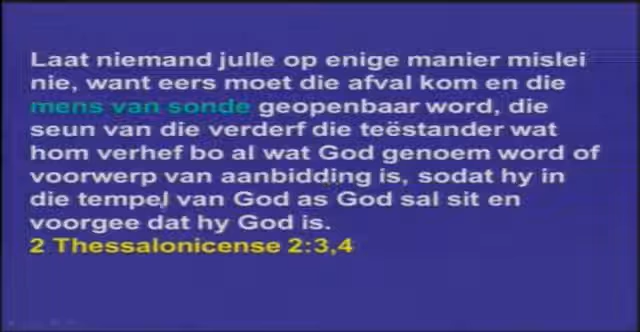 Laat niemand julle op enige manier mislei
nie, want eers moet die afval kom en die
mens van sonde geopenbaar word, die
seun van die verderf die teëstander wat
hom verhef bo al wat God genoem word of
voorwerp van aanbidding is, sodat hy in
die tempel van God as God sal sit en
voorgee dat hy God is.
2 Thessalonicense 2:3,4